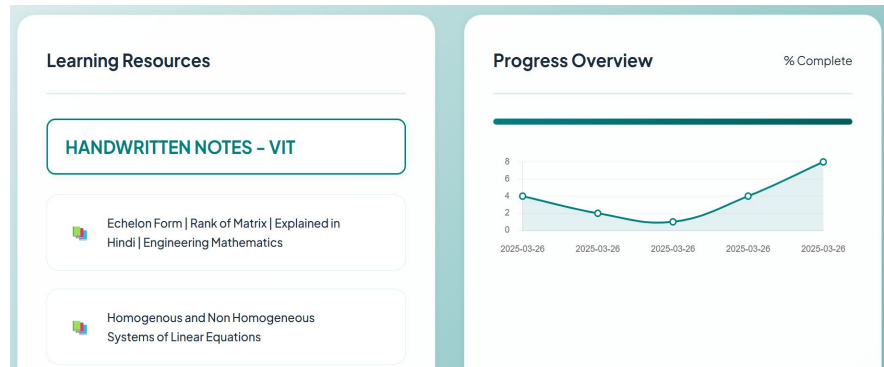 Learning Resources
HANDWRITTEN NOTES - VIT
Echelon Form | Rank of Matrix | Explained in
Hindi | Engineering Mathematics
Homogenous and Non Homogeneous
Systems of Linear Equations
Progress Overview
% Complete
8
6
4
2
0
2025-03-26 2025-03-26 2025-03-26 2025-03-26 2025-03-26